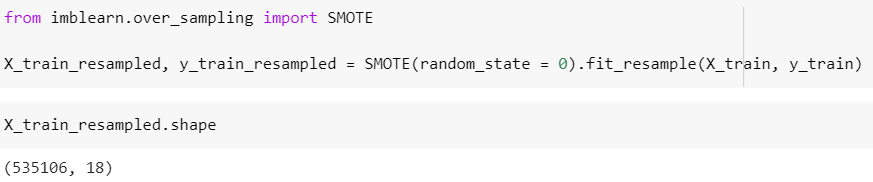 from imblearn.over_sampling import SMOTE
X_train_resampled, y_train_resampled = SMOTE(random_state = 0).fit_resample(X_train, y_train)
X_train_resampled.shape
(535106, 18)